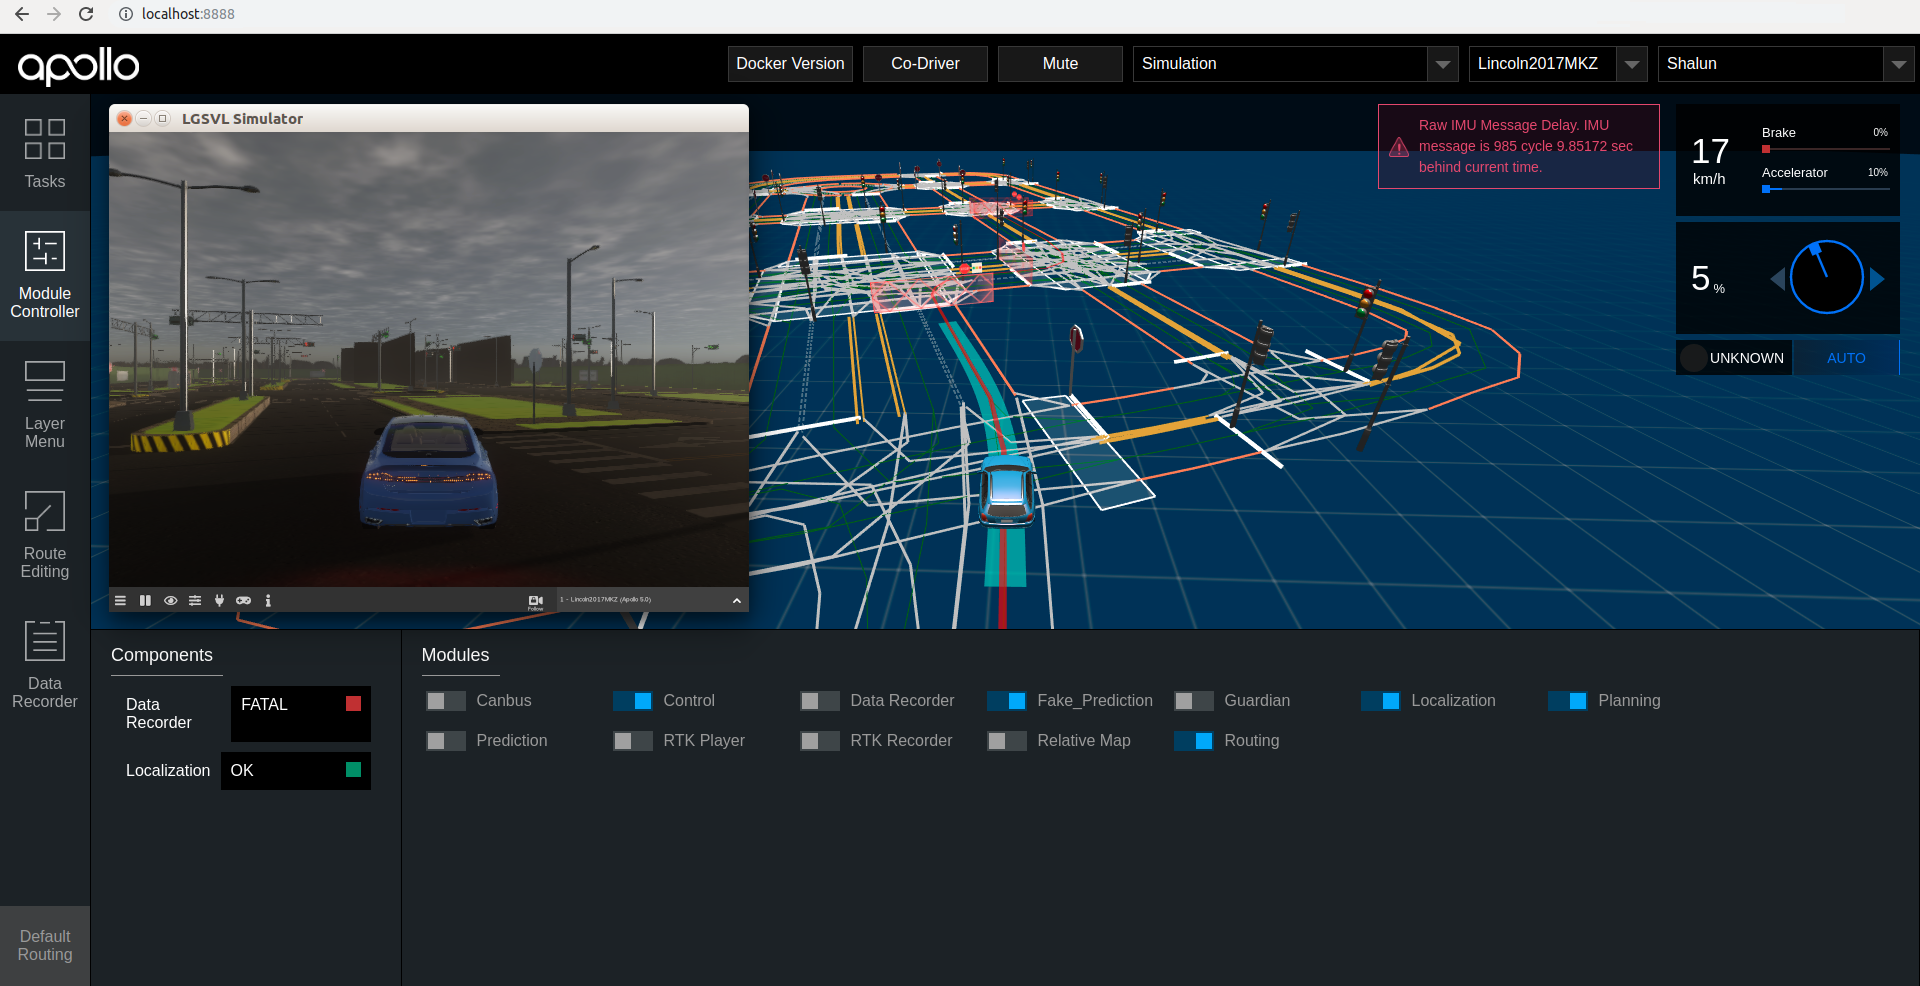 localhost:8888
apollo
Docker Version
Co-Driver
Mute
Simulation
Lincoln2017MKZ
Shalun
Tasks
Module
Controller
Layer
Menu
Route
Editing
Data
Recorder
Default
Routing
LGSVL Simulator
Follow
1 - Lincoln2017MKZ (Apollo 5.0)
Raw IMU Message Delay. IMU
message is 985 cycle 9.85172 sec
behind current time.
17
km/h
Brake
0%
Accelerator
10%
5 %
UNKNOWN
AUTO
Components
Data
Recorder
FATAL
Localization
OK
Modules
Canbus
Control
Data Recorder
Fake_Prediction
Guardian
Localization
Planning
Prediction
RTK Player
RTK Recorder
Relative Map
Routing